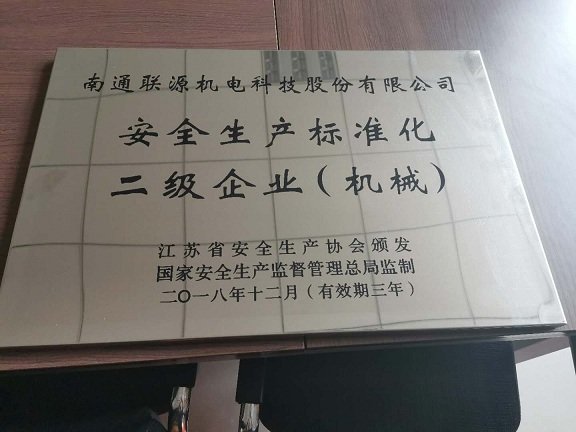 南通联源机电科技股份有限公司
安全生产标准化
二级企业(机械)
江苏省安全生产协会颁发
国家安全生产监督管理总局监制
二〇一八年十二月(有效期三年)